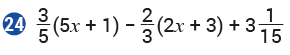 24 3/5 (5x + 1) − 2/3 (2x + 3) + 3 1/15